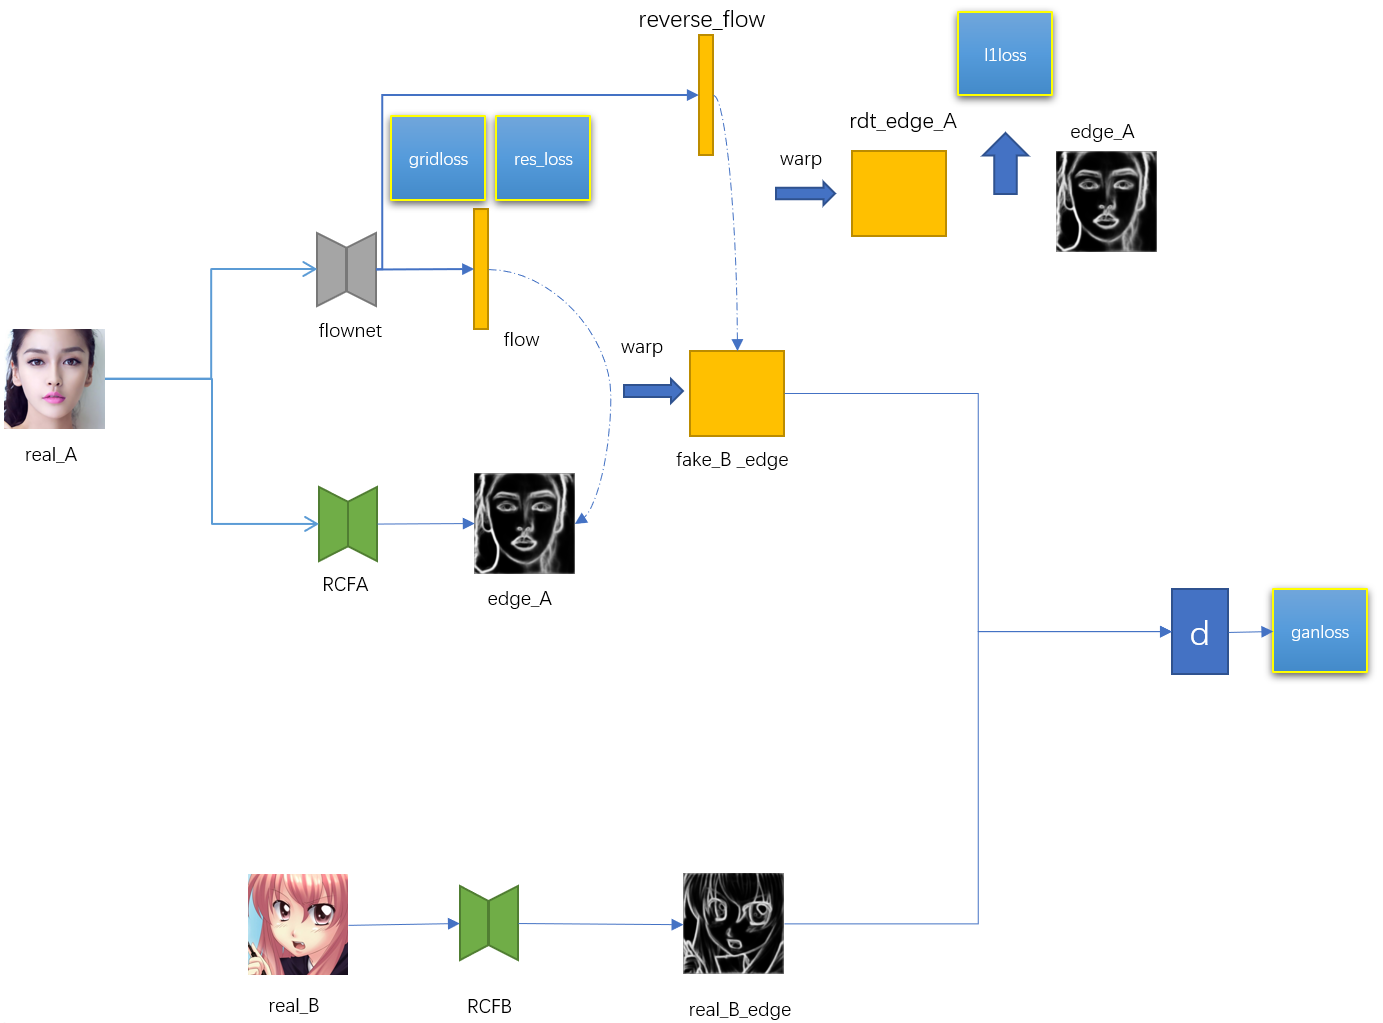 reverse_flow
l1loss
rdt_edge_A
edge_A
gridloss
res_loss
warp
flownet
flow
warp
real_A
fake_B _edge
RCFA
edge_A
d
ganloss
real_B
RCFB
real_B_edge